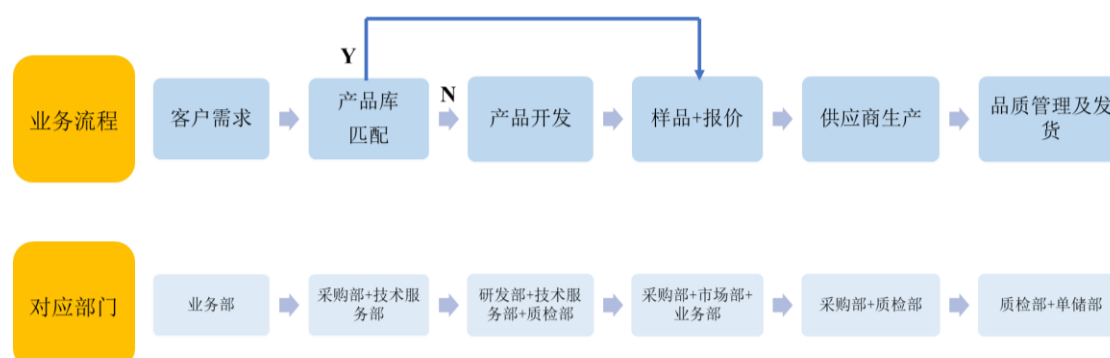 Y
N
业务流程
客户需求
产品库
匹配
产品开发
样品+报价
供应商生产
品质管理及发
货
对应部门
业务部
采购部+技术服
务部
研发部+技术服
务部+质检部
采购部+市场部+
业务部
采购部+质检部
质检部+单储部